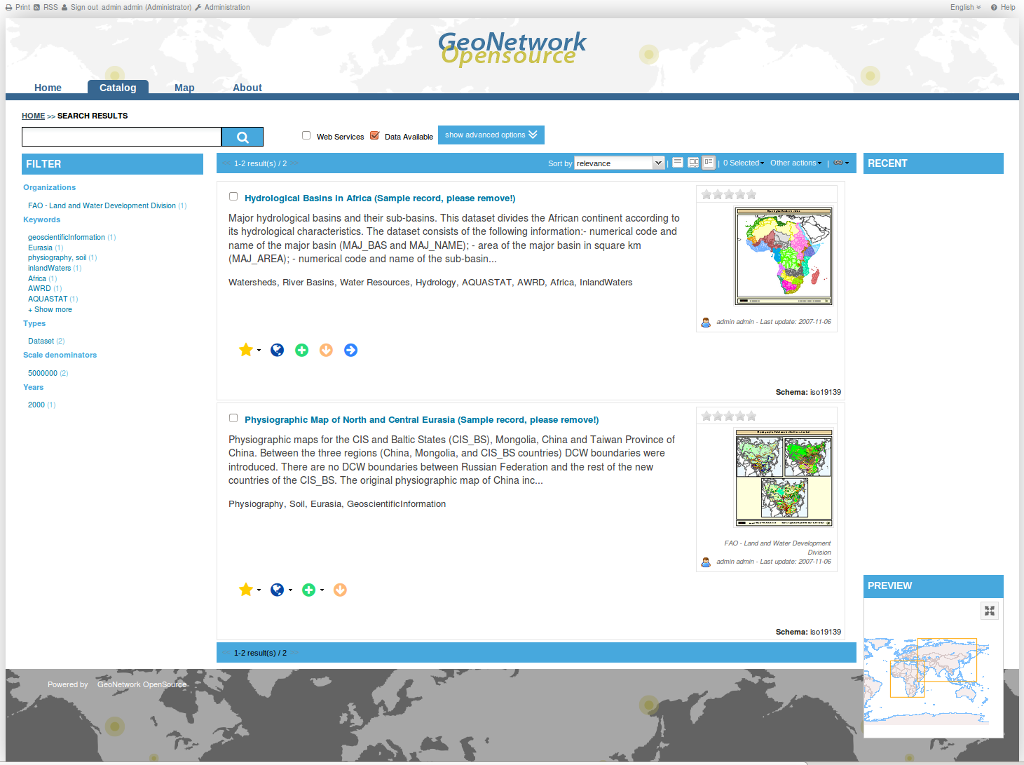 Print RSS Sign out admin admin (Administrator) Administration
English Help
GeoNetwork
Opensource
Home Catalog Map About
HOME >> SEARCH RESULTS
Web Services Data Available show advanced options
FILTER
Organizations
FAO - Land and Water Development Division (1)
Keywords
geoscientificInformation (1)
Eurasia (1)
physiography, soil (1)
inlandWaters (1)
Africa (1)
AWRD (1)
AQUASTAT (1)
+ Show more
Types
Dataset (2)
Scale denominators
5000000 (2)
Years
2000 (1)
1-2 result(s) / 2
Sort by relevance | | 0 Selected Other actions |
Hydrological Basins in Africa (Sample record, please remove!)
Major hydrological basins and their sub-basins. This dataset divides the African continent according to
its hydrological characteristics. The dataset consists of the following information:- numerical code and
name of the major basin (MAJ_BAS and MAJ_NAME); - area of the major basin in square km
(MAJ_AREA); - numerical code and name of the sub-basin...
Watersheds, River Basins, Water Resources, Hydrology, AQUASTAT, AWRD, Africa, InlandWaters
admin admin - Last update: 2007-11-06
Schema: iso19139
Physiographic Map of North and Central Eurasia (Sample record, please remove!)
Physiographic maps for the CIS and Baltic States (CIS_BS), Mongolia, China and Taiwan Province of
China. Between the three regions (China, Mongolia, and CIS_BS countries) DCW boundaries were
introduced. There are no DCW boundaries between Russian Federation and the rest of the new
countries of the CIS_BS. The original physiographic map of China inc...
Physiography, Soil, Eurasia, GeoscientificInformation
FAO - Land and Water Development
Division
admin admin - Last update: 2007-11-06
Schema: iso19139
1-2 result(s) / 2
RECENT
PREVIEW
Powered by GeoNetwork OpenSource